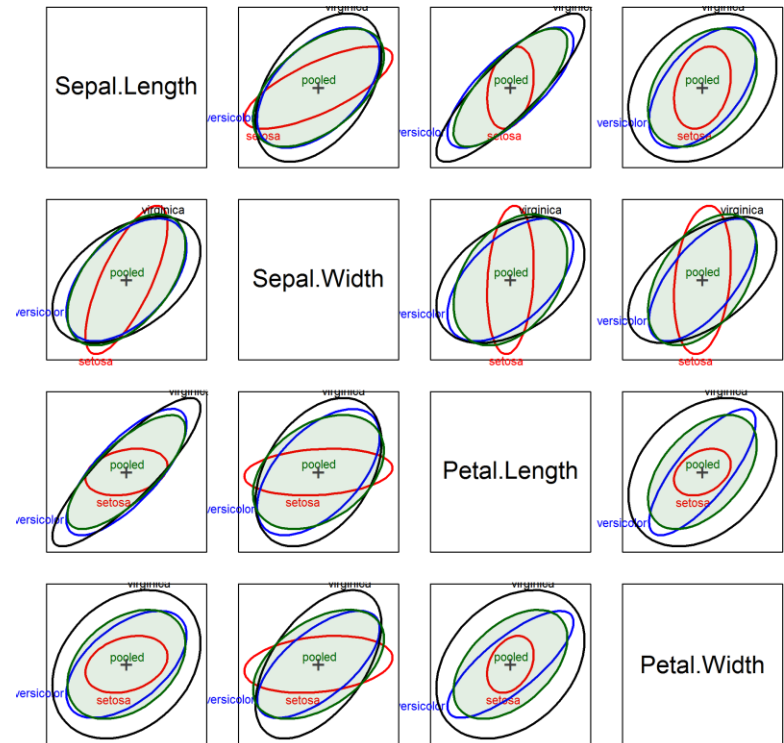 Sepal.Length
virginica
pooled
versicolor
setosa
virginica
pooled
versicolor
setosa
virginica
pooled
versicolor
setosa
virginica
pooled
versicolor
setosa
Sepal.Width
virginica
pooled
versicolor
setosa
virginica
pooled
versicolor
setosa
virginica
pooled
setosa
versicolor
virginica
pooled
setosa
versicolor
Petal.Length
virginica
pooled
setosa
versicolor
virginica
pooled
setosa
versicolor
virginica
pooled
setosa
versicolor
virginica
pooled
setosa
versicolor
Petal.Width